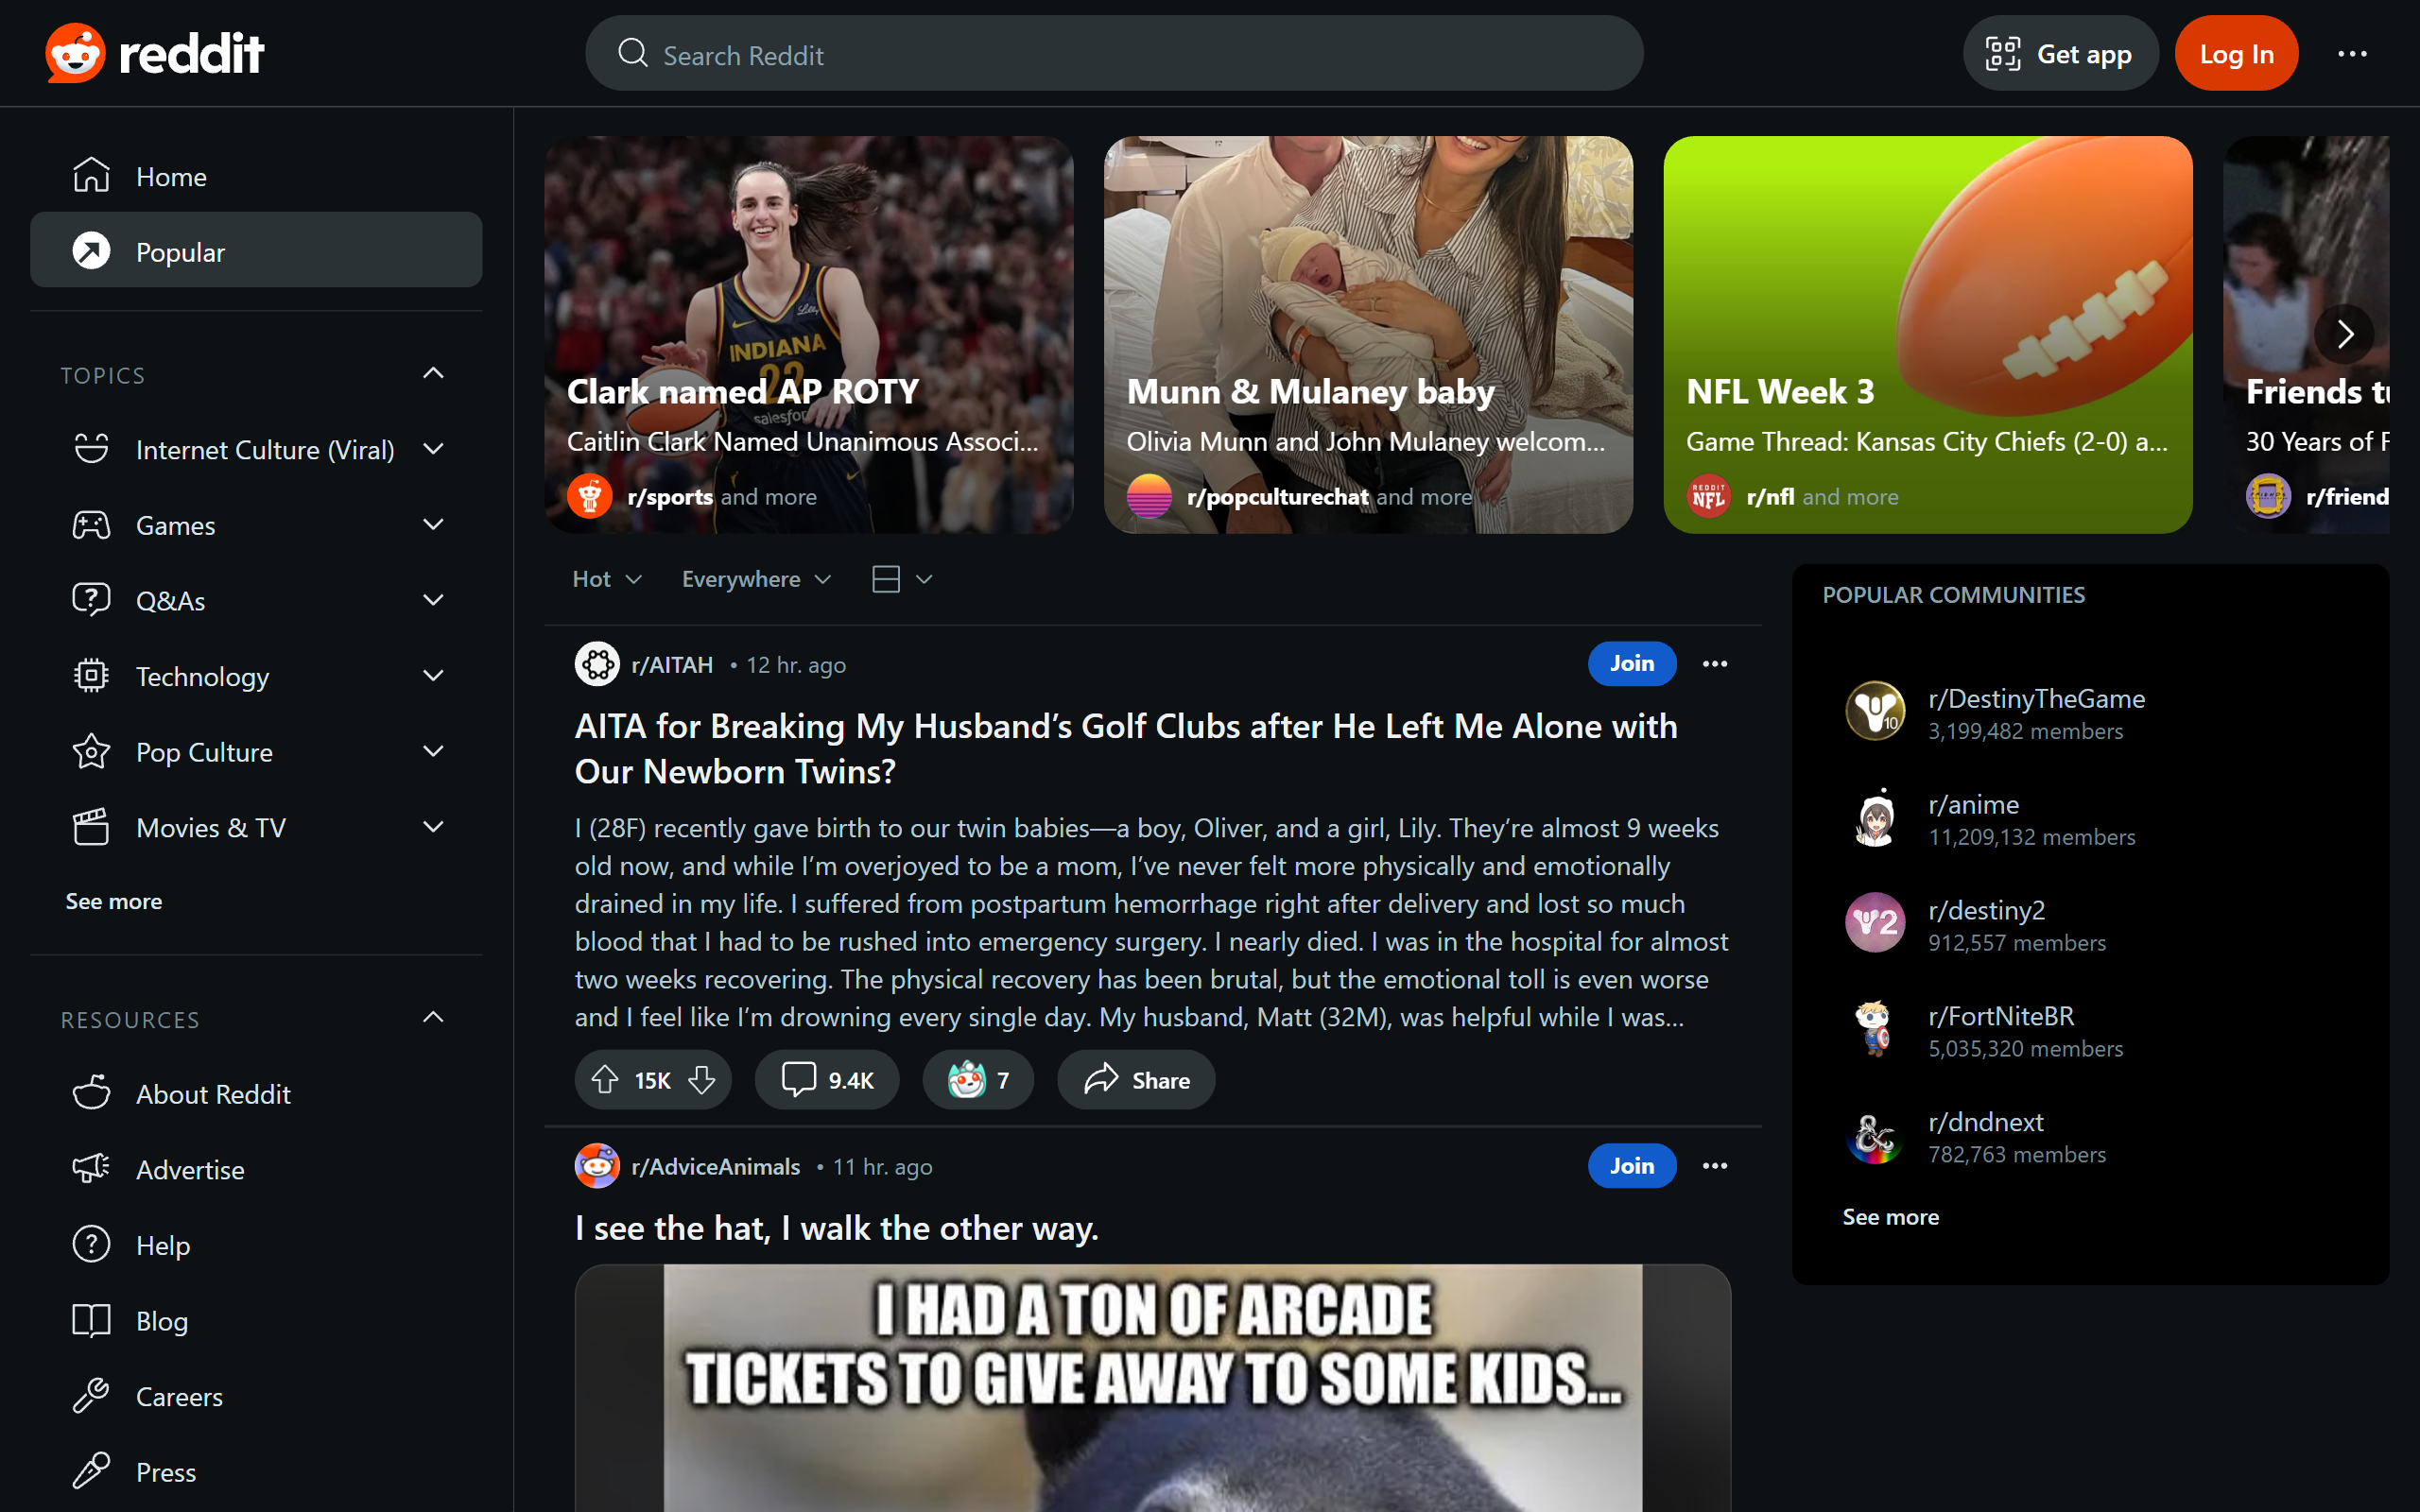 reddit
Search Reddit
Get app
Log In
Home
Popular
TOPICS
Internet Culture (Viral)
Games
Q&As
Technology
Pop Culture
Movies & TV
See more
RESOURCES
About Reddit
Advertise
Help
Blog
Careers
Press
INDIANA
22
salesfor
Lilly
Clark named AP ROTY
Caitlin Clark Named Unanimous Associ...
r/sports and more
Munn & Mulaney baby
Olivia Munn and John Mulaney welcom...
r/popculturechat and more
NFL Week 3
Game Thread: Kansas City Chiefs (2-0) a...
REDDIT
NFL
r/nfl and more
Friends tu
30 Years of F
r/friend
Hot
Everywhere
r/AITAH • 12 hr. ago
Join
AITA for Breaking My Husband’s Golf Clubs after He Left Me Alone with
Our Newborn Twins?
I (28F) recently gave birth to our twin babies—a boy, Oliver, and a girl, Lily. They’re almost 9 weeks
old now, and while I’m overjoyed to be a mom, I’ve never felt more physically and emotionally
drained in my life. I suffered from postpartum hemorrhage right after delivery and lost so much
blood that I had to be rushed into emergency surgery. I nearly died. I was in the hospital for almost
two weeks recovering. The physical recovery has been brutal, but the emotional toll is even worse
and I feel like I’m drowning every single day. My husband, Matt (32M), was helpful while I was...
15K
9.4K
7
Share
r/AdviceAnimals • 11 hr. ago
Join
I see the hat, I walk the other way.
I HAD A TON OF ARCADE
TICKETS TO GIVE AWAY TO SOME KIDS...
POPULAR COMMUNITIES
10
r/DestinyTheGame
3,199,482 members
r/anime
11,209,132 members
2
r/destiny2
912,557 members
r/FortNiteBR
5,035,320 members
r/dndnext
782,763 members
See more